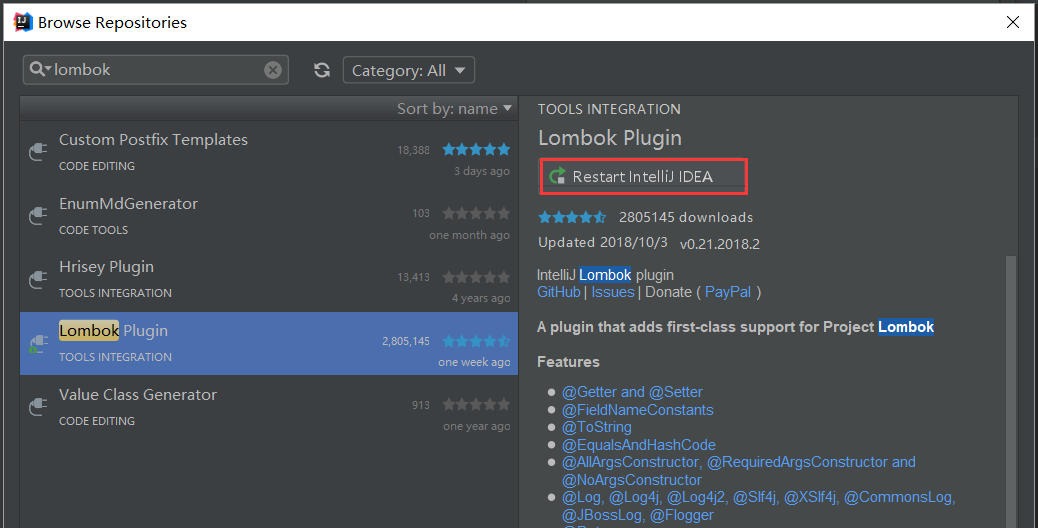 Browse Repositories
lombok
Category: All
Sort by: name
Custom Postfix Templates
18,388
CODE EDITING
3 days ago
EnumMdGenerator
103
CODE TOOLS
one month ago
Hrisey Plugin
13,413
TOOLS INTEGRATION
4 years ago
Lombok Plugin
2,805,145
TOOLS INTEGRATION
one week ago
Value Class Generator
913
CODE EDITING
one year ago
TOOLS INTEGRATION
Lombok Plugin
Restart IntelliJ IDEA
2805145 downloads
Updated 2018/10/3 v0.21.2018.2
IntelliJ Lombok plugin
GitHub | Issues | Donate ( PayPal )
A plugin that adds first-class support for Project Lombok
Features
@Getter and @Setter
@FieldNameConstants
@ToString
@EqualsAndHashCode
@AllArgsConstructor, @RequiredArgsConstructor and
@NoArgsConstructor
@Log, @Log4j, @Log4j2, @Slf4j, @XSlf4j, @CommonsLog,
@JBossLog, @Flogger